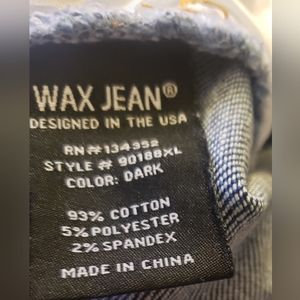 WAX JEAN®
DESIGNED IN THE USA
RN# 134352
STYLE # 90188XL
COLOR: DARK
93% COTTON
5% POLYESTER
2% SPANDEX
MADE IN CHINA